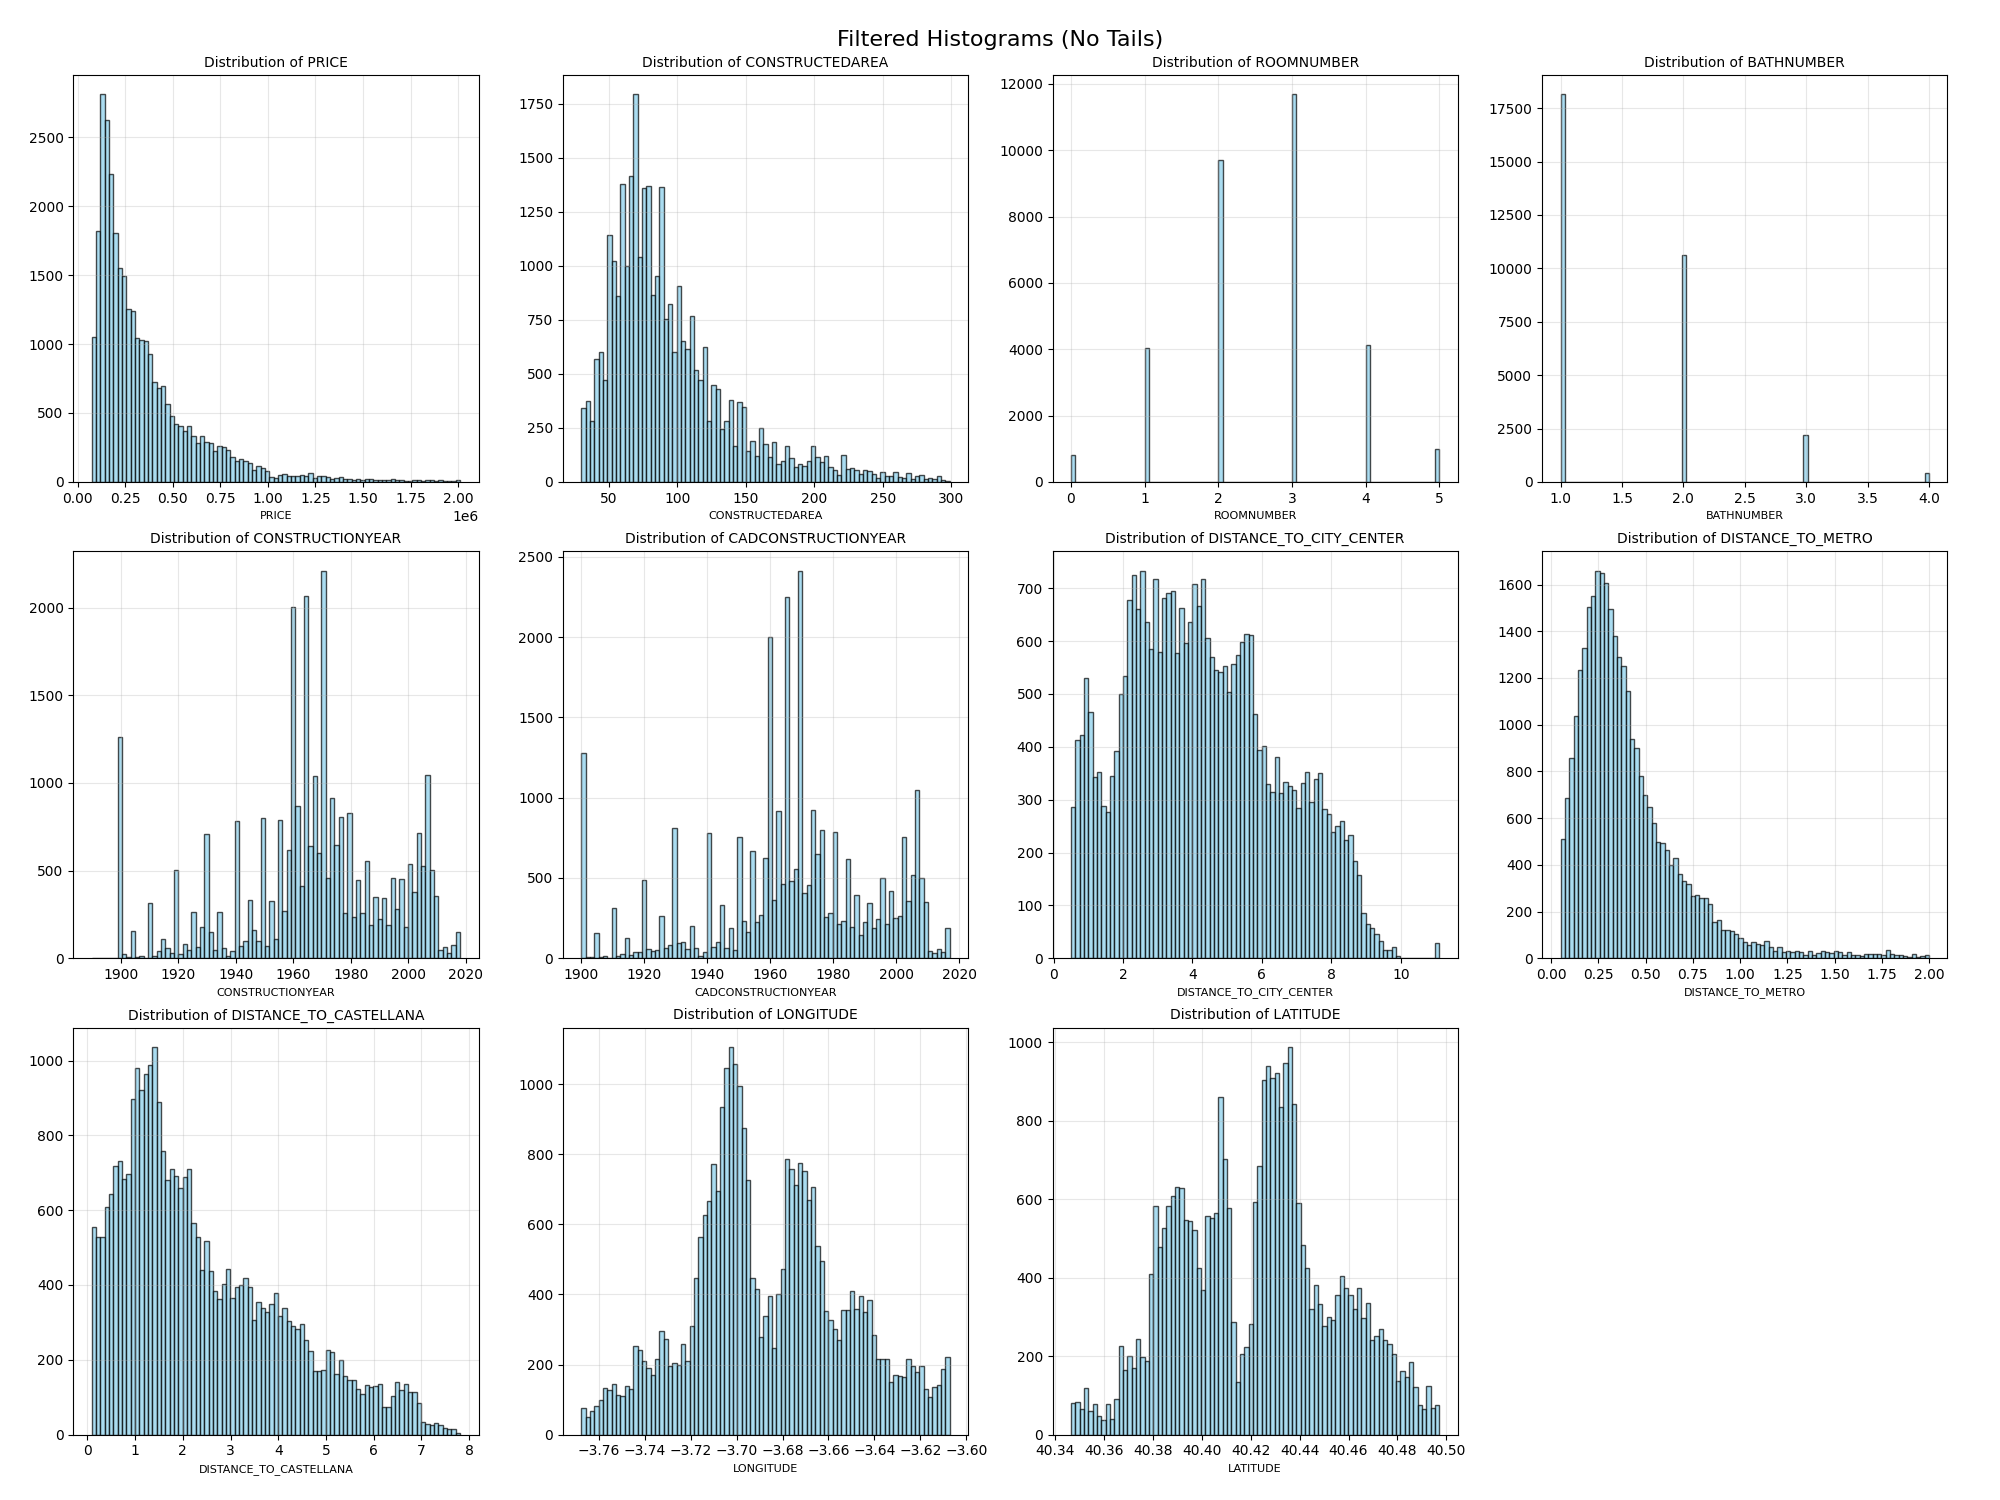 Filtered Histograms (No Tails)
Distribution of PRICE
2500
2000
1500
1000
500
0
0.00 0.25 0.50 0.75 1.00 1.25 1.50 1.75 2.00
1e6
PRICE
Distribution of CONSTRUCTEDAREA
1750
1500
1250
1000
750
500
250
0
50 100 150 200 250 300
CONSTRUCTEDAREA
Distribution of ROOMNUMBER
12000
10000
8000
6000
4000
2000
0
0 1 2 3 4 5
ROOMNUMBER
Distribution of BATHNUMBER
17500
15000
12500
10000
7500
5000
2500
0
1.0 1.5 2.0 2.5 3.0 3.5 4.0
BATHNUMBER
Distribution of CONSTRUCTIONYEAR
2000
1500
1000
500
0
1900 1920 1940 1960 1980 2000 2020
CONSTRUCTIONYEAR
Distribution of CADCONSTRUCTIONYEAR
2500
2000
1500
1000
500
0
1900 1920 1940 1960 1980 2000 2020
CADCONSTRUCTIONYEAR
Distribution of DISTANCE_TO_CITY_CENTER
700
600
500
400
300
200
100
0
0 2 4 6 8 10
DISTANCE_TO_CITY_CENTER
Distribution of DISTANCE_TO_METRO
1600
1400
1200
1000
800
600
400
200
0
0.00 0.25 0.50 0.75 1.00 1.25 1.50 1.75 2.00
DISTANCE_TO_METRO
Distribution of DISTANCE_TO_CASTELLANA
1000
800
600
400
200
0
0 1 2 3 4 5 6 7 8
DISTANCE_TO_CASTELLANA
Distribution of LONGITUDE
1000
800
600
400
200
0
−3.76 −3.74 −3.72 −3.70 −3.68 −3.66 −3.64 −3.62 −3.60
LONGITUDE
Distribution of LATITUDE
1000
800
600
400
200
0
40.34 40.36 40.38 40.40 40.42 40.44 40.46 40.48 40.50
LATITUDE